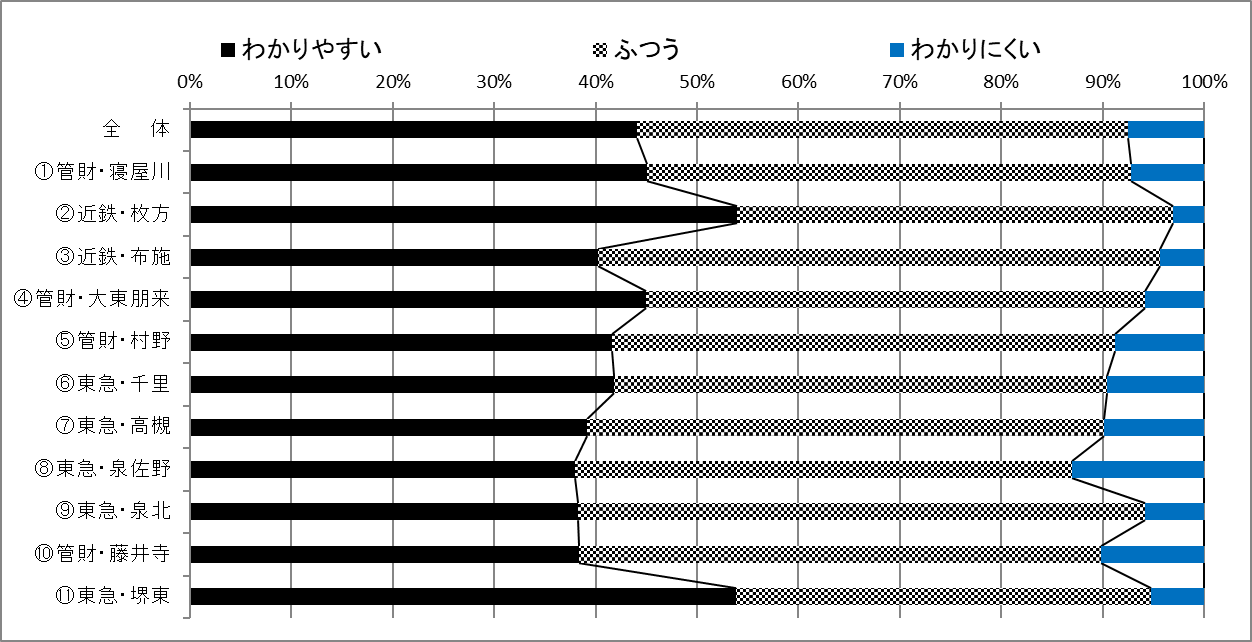 わかりやすい ふつう わかりにくい
0% 10% 20% 30% 40% 50% 60% 70% 80% 90% 100%
全 体
①管財・寝屋川
②近鉄・枚方
③近鉄・布施
④管財・大東朋来
⑤管財・村野
⑥東急・千里
⑦東急・高槻
⑧東急・泉佐野
⑨東急・泉北
⑩管財・藤井寺
⑪東急・堺東